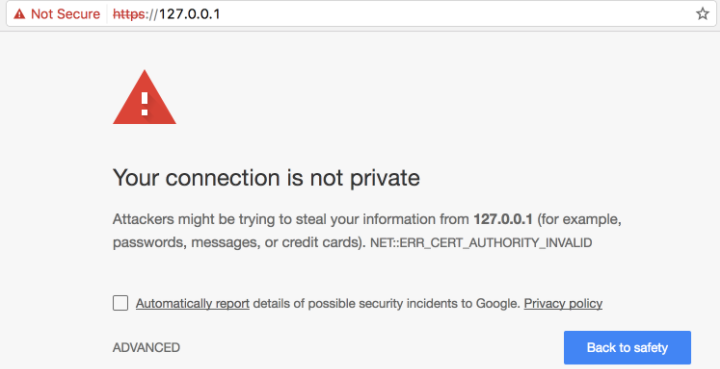 Not Secure https://127.0.0.1
Your connection is not private
Attackers might be trying to steal your information from 127.0.0.1 (for example,
passwords, messages, or credit cards). NET::ERR_CERT_AUTHORITY_INVALID
Automatically report details of possible security incidents to Google. Privacy policy
ADVANCED Back to safety